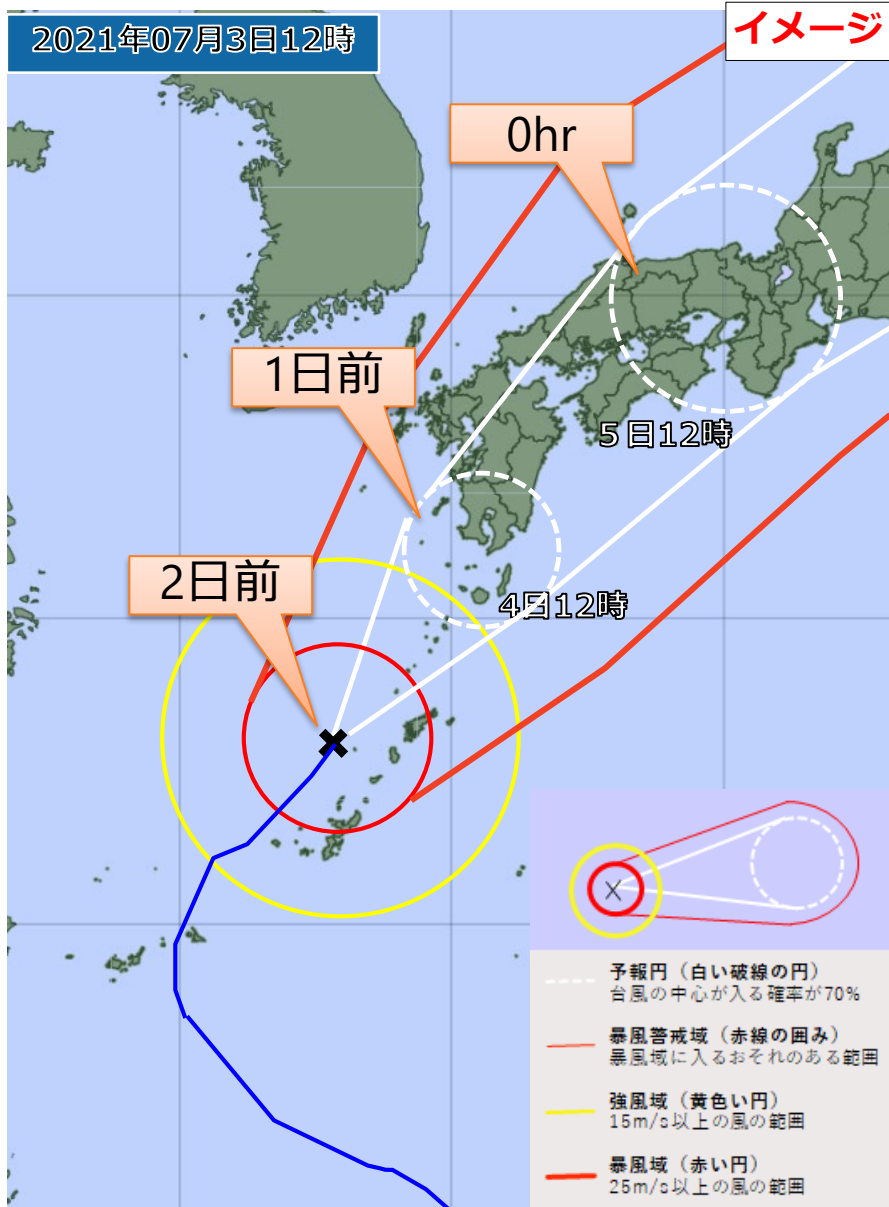 2021年07月3日12時
イメージ
0hr
1日前
5日12時
2日前
4日12時
予報円（白い破線の円）
台風の中心が入る確率が70%
暴風警戒域（赤線の囲み）
暴風域に入るおそれのある範囲
強風域（黄色い円）
15m/s以上の風の範囲
暴風域（赤い円）
25m/s以上の風の範囲